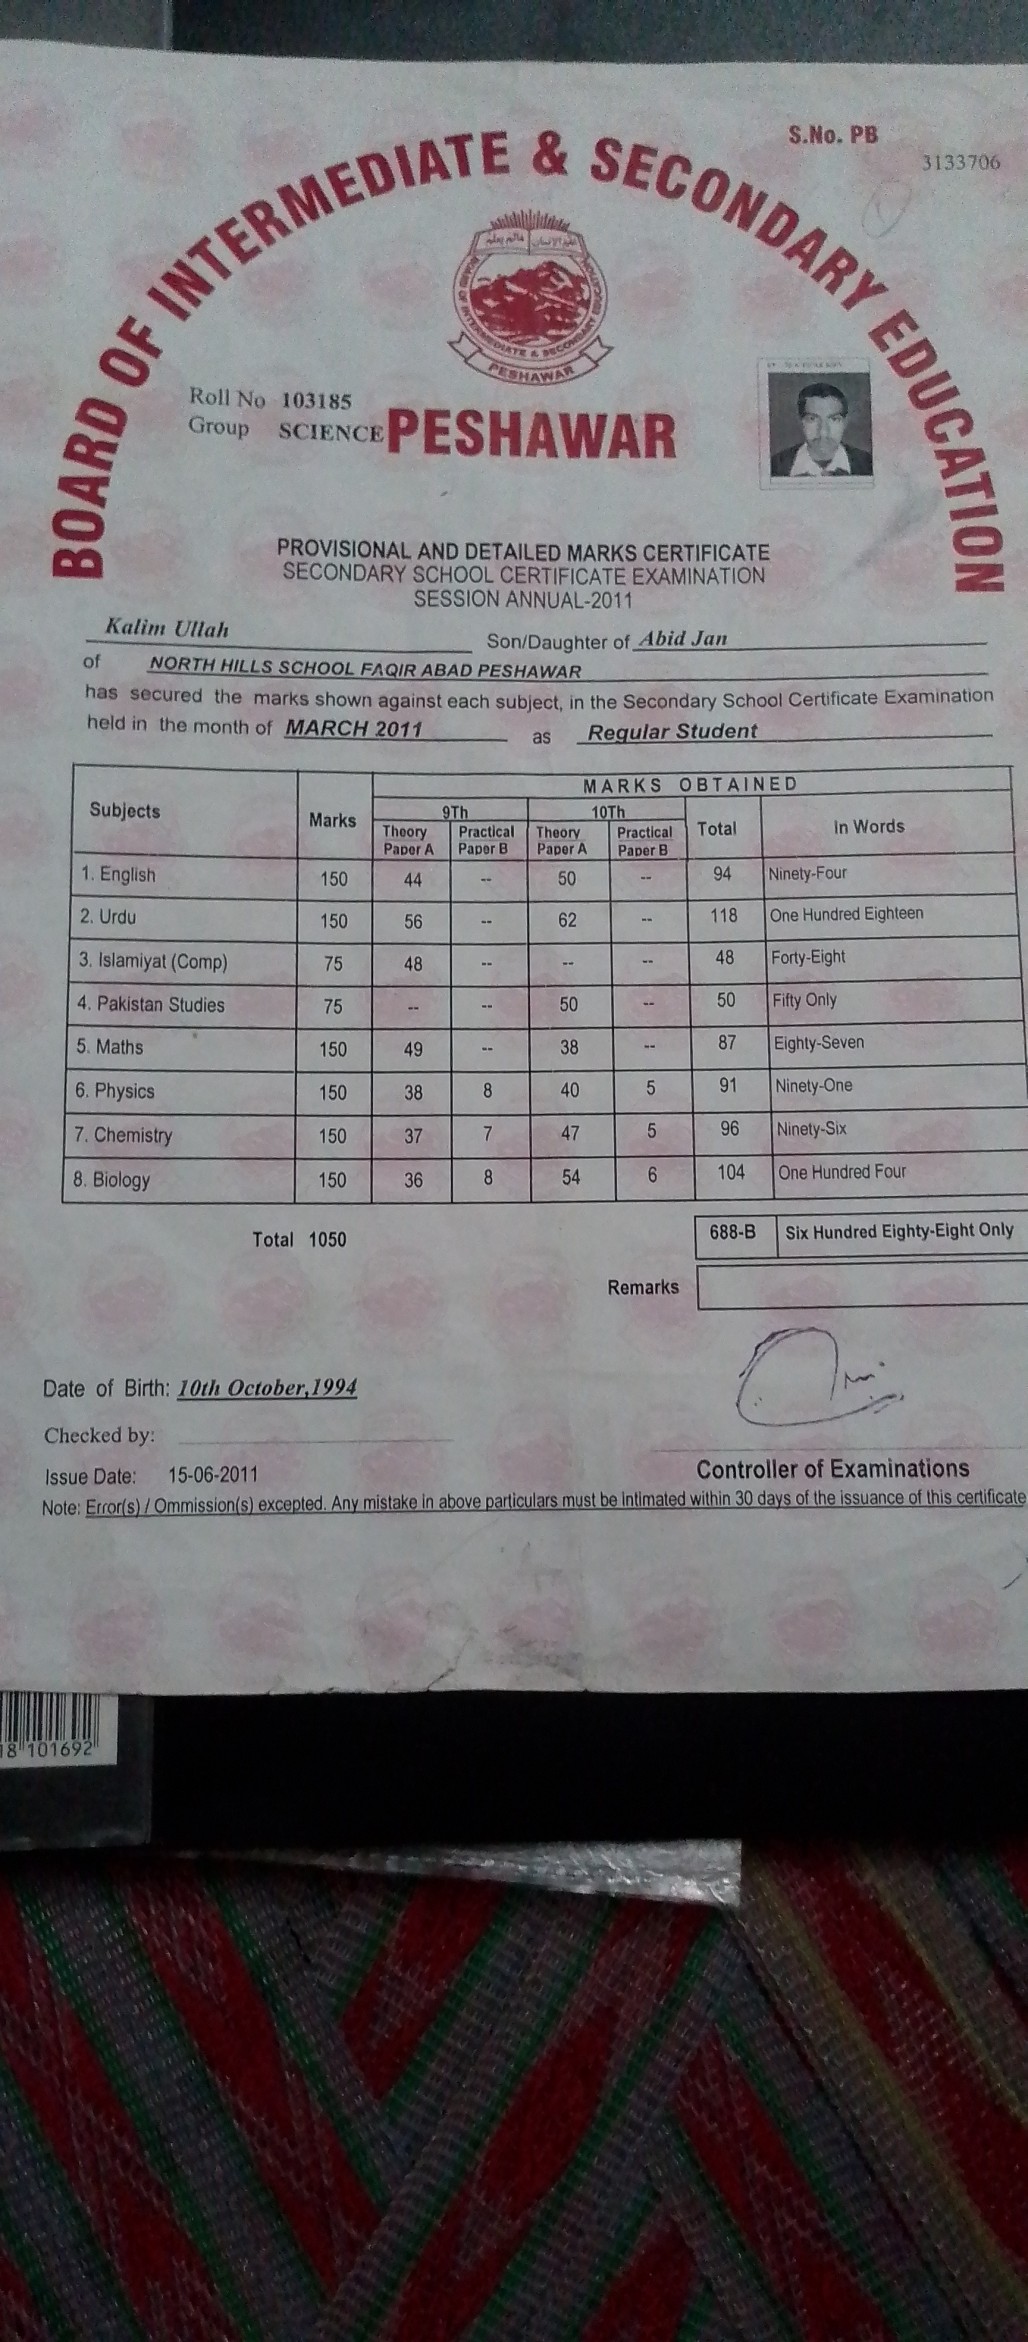 S.No. PB
3133706
BOARD OF INTERMEDIATE & SECONDARY EDUCATION
BOARD OF INTERMEDIATE & SECONDARY EDUCATION
PESHAWAR
Roll No 103185
Group SCIENCE
PESHAWAR
PROVISIONAL AND DETAILED MARKS CERTIFICATE
SECONDARY SCHOOL CERTIFICATE EXAMINATION
SESSION ANNUAL-2011
Kalim Ullah Son/Daughter of Abid Jan
of NORTH HILLS SCHOOL FAQIR ABAD PESHAWAR
has secured the marks shown against each subject, in the Secondary School Certificate Examination
held in the month of MARCH 2011 as Regular Student
Subjects Marks MARKS OBTAINED
9Th 10Th Total In Words
Theory Paper A Practical Paper B Theory Paper A Practical Paper B
1. English 150 44 -- 50 -- 94 Ninety-Four
2. Urdu 150 56 -- 62 -- 118 One Hundred Eighteen
3. Islamiyat (Comp) 75 48 -- -- -- 48 Forty-Eight
4. Pakistan Studies 75 -- -- 50 -- 50 Fifty Only
5. Maths 150 49 -- 38 -- 87 Eighty-Seven
6. Physics 150 38 8 40 5 91 Ninety-One
7. Chemistry 150 37 7 47 5 96 Ninety-Six
8. Biology 150 36 8 54 6 104 One Hundred Four
Total 1050 688-B Six Hundred Eighty-Eight Only
Remarks
Date of Birth: 10th October,1994
Checked by:
Issue Date: 15-06-2011
Controller of Examinations
Note: Error(s) / Ommission(s) excepted. Any mistake in above particulars must be intimated within 30 days of the issuance of this certificate
18 101692